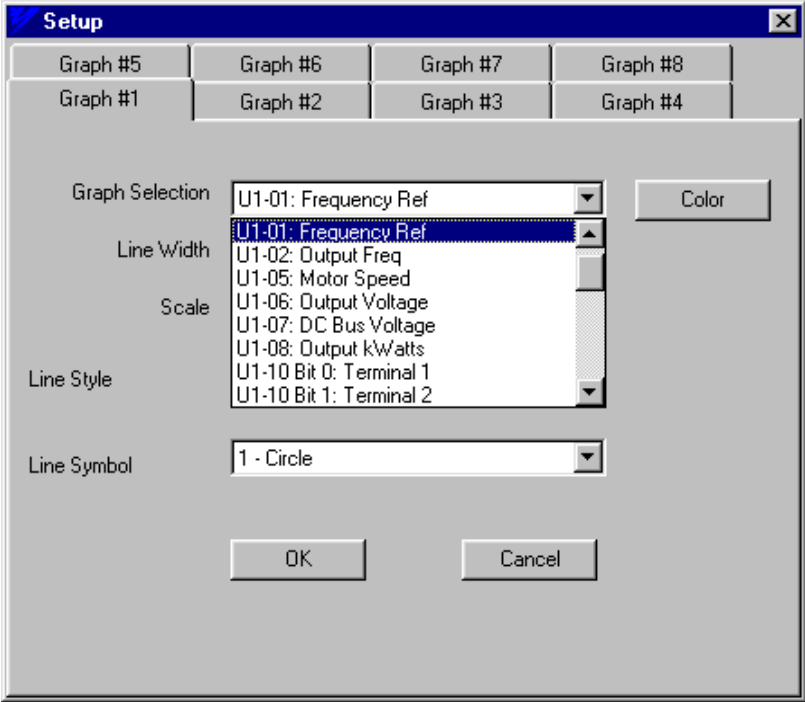 Setup
Graph #5 Graph #6 Graph #7 Graph #8
Graph #1 Graph #2 Graph #3 Graph #4
Graph Selection U1-01: Frequency Ref Color
U1-01: Frequency Ref
Line Width U1-02: Output Freq
U1-05: Motor Speed
Scale U1-06: Output Voltage
U1-07: DC Bus Voltage
U1-08: Output kWatts
U1-10 Bit 0: Terminal 1
Line Style
U1-10 Bit 1: Terminal 2
Line Symbol 1 - Circle
OK Cancel